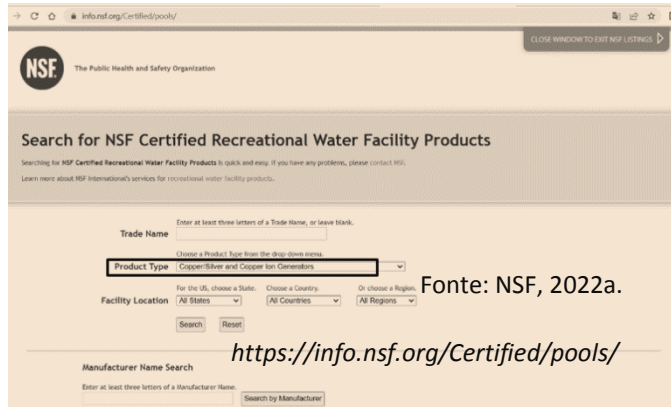 info.nsf.org/Certified/pools/
CLOSE WINDOW TO EXIT NSF LISTINGS
NSF. The Public Health and Safety Organization
Search for NSF Certified Recreational Water Facility Products
Searching for NSF Certified Recreational Water Facility Products is quick and easy. If you have any problems, please contact NSF.
Learn more about NSF International's services for recreational water facility products.
Enter at least three letters of a Trade Name, or leave blank.
Trade Name
Choose a Product Type from the drop-down menu.
Product Type Copper/Silver and Copper Ion Generators
For the US, choose a State. Choose a Country. Or choose a Region.
Facility Location All States All Countries All Regions
Fonte: NSF, 2022a.
Search Reset
https://info.nsf.org/Certified/pools/
Manufacturer Name Search
Enter at least three letters of a Manufacturer Name.
Search by Manufacturer